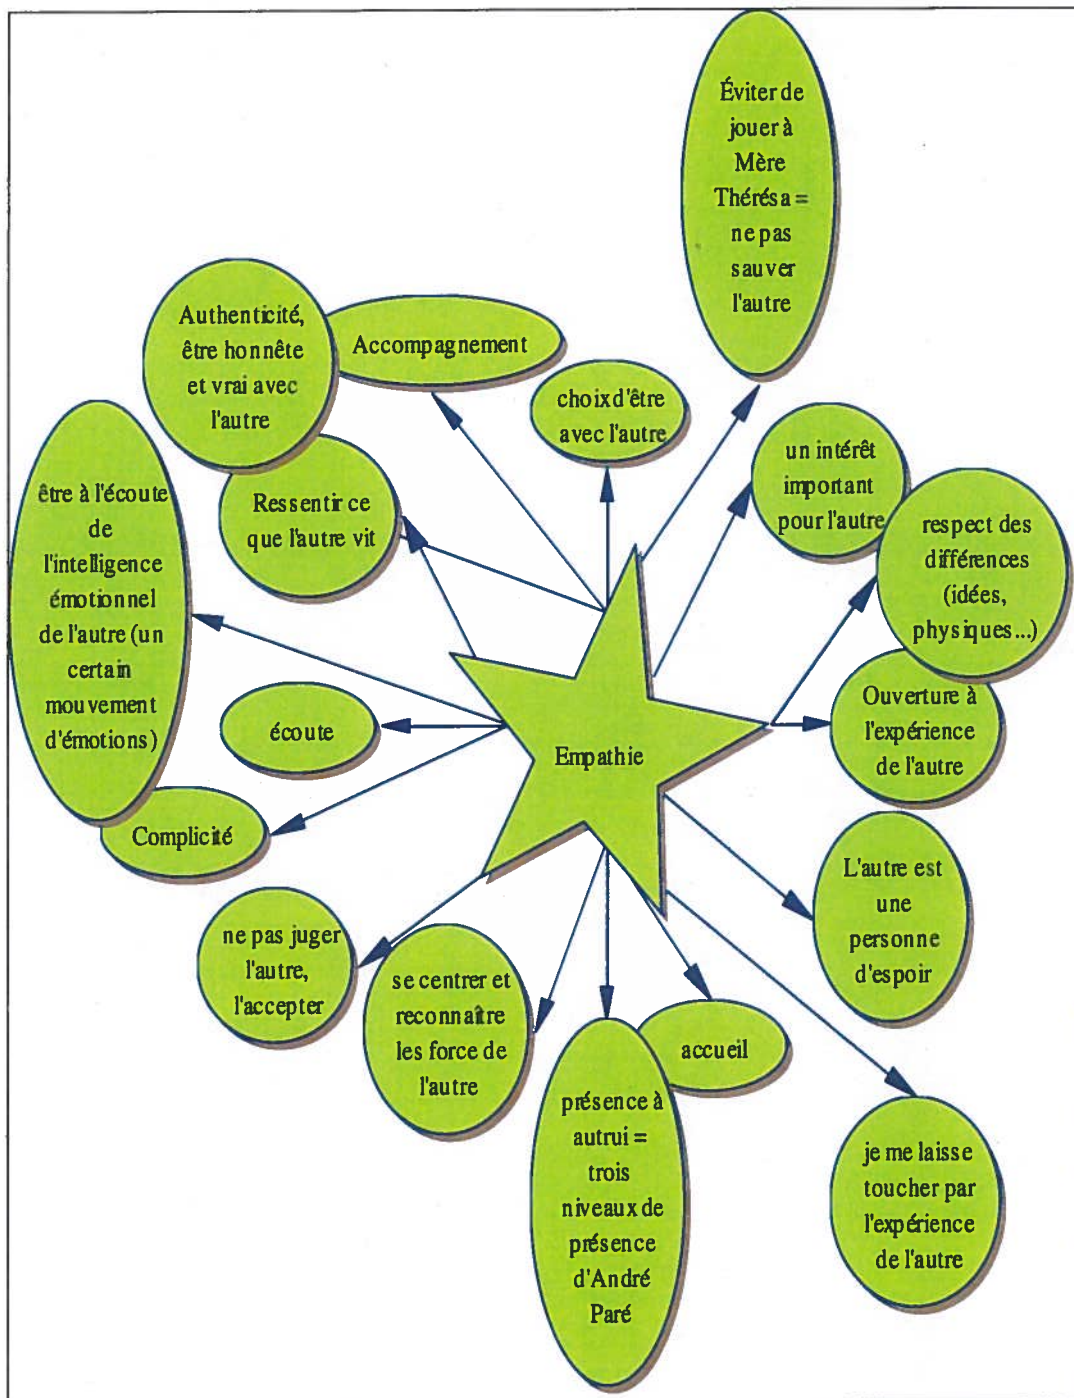 Éviter de
jouer à
Mère
Thérésa =
ne pas
sauver
l'autre
Authenticité,
être honnête
et vrai avec
l'autre
Accompagnement
choix d'être
avec l'autre
un intérêt
important
pour l'autre
être à l'écoute
de
l'intelligence
émotionnel
de l'autre (un
certain
mouvement
d'émotions)
Ressentir ce
que l'autre vit
respect des
différences
(idées,
physiques...)
écoute
Empathie
Ouverture à
l'expérience
de l'autre
Complicité
L'autre est
une
personne
d'espoir
ne pas juger
l'autre,
l'accepter
se centrer et
reconnaître
les force de
l'autre
accueil
présence à
autrui =
trois
niveaux de
présence
d'André
Paré
je me laisse
toucher par
l'expérience
de l'autre